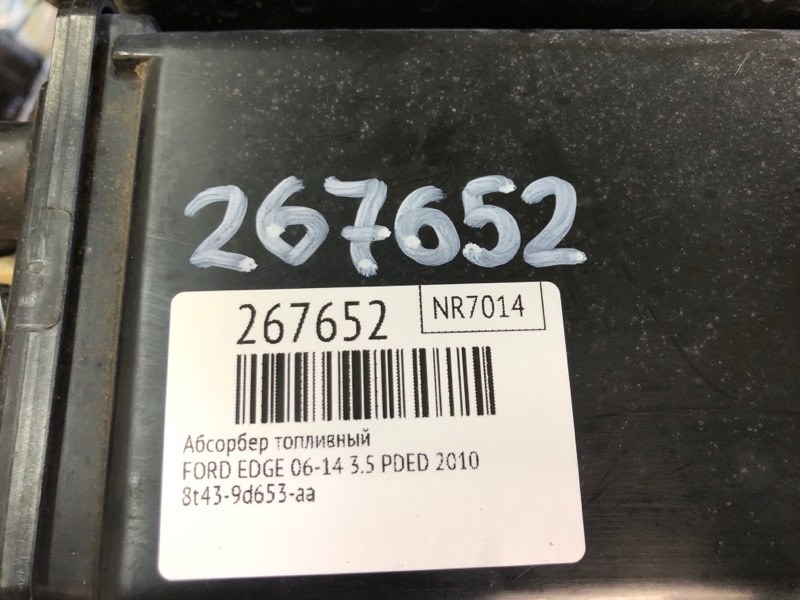 267652
267652 NR7014
Абсорбер топливный
FORD EDGE 06-14 3.5 PDED 2010
8t43-9d653-aa